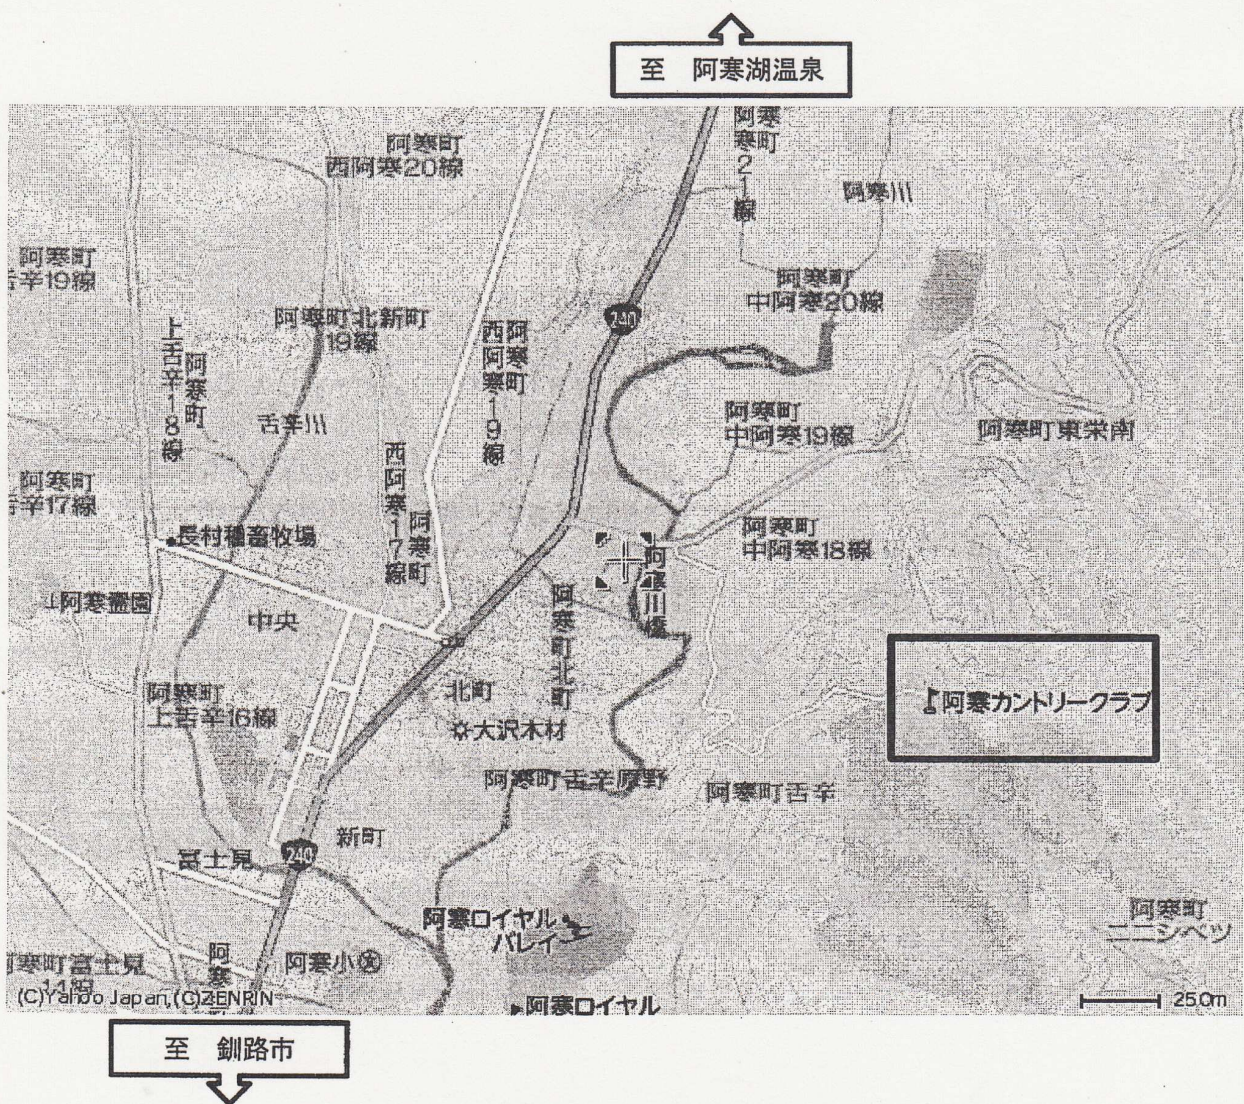 至　阿寒湖温泉
阿寒町
西阿寒20線
阿寒町21線
阿寒川
阿寒町
舌辛19線
阿寒町
中阿寒20線
240
阿寒町北新町
19線
阿寒町
上舌辛18線
阿寒町
西阿寒19線
舌辛川
阿寒町
中阿寒19線
阿寒町東栄南
阿寒町
舌辛17線
阿寒町
西阿寒17線
長村種畜牧場
阿寒町
中阿寒18線
阿寒川橋
阿寒霊園
中央
阿寒町北町
阿寒町
上舌辛16線
北町
大沢木材
阿寒カントリークラブ
阿寒町舌辛原野
阿寒町舌辛
新町
240
富士見
阿寒ロイヤル
バレイ
阿寒町
ニニシベツ
阿寒小
阿寒町富士見
14線
(C)Yahoo Japan,(C)ZENRIN
阿寒ロイヤル
250m
至　釧路市